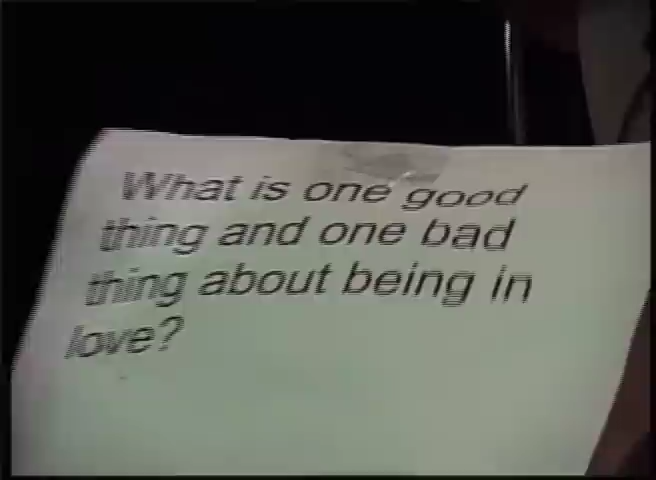 What is one good
thing and one bad
thing about being in
love?